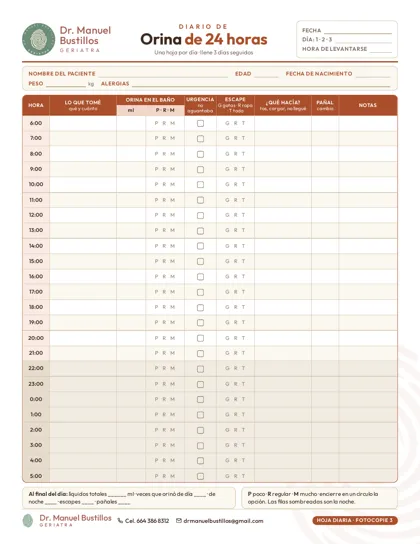 Dr. Manuel
Bustillos
GERIATRA
DIARIO DE
Orina de 24 horas
Una hoja por día· llene 3 días seguidos
FECHA
DÍA: 1 · 2 · 3
HORA DE LEVANTARSE
NOMBRE DEL PACIENTE EDAD FECHA DE NACIMIENTO
PESO kg ALERGIAS
HORA LO QUE TOMÉ qué y cuánto ORINA EN EL BAÑO ml P · R · M URGENCIA no aguantaba ESCAPE G gotas · R ropa · T todo ¿QUÉ HACÍA? tos, cargar, no llegué PAÑAL cambio NOTAS
6:00 P R M G R T
7:00 P R M G R T
8:00 P R M G R T
9:00 P R M G R T
10:00 P R M G R T
11:00 P R M G R T
12:00 P R M G R T
13:00 P R M G R T
14:00 P R M G R T
15:00 P R M G R T
16:00 P R M G R T
17:00 P R M G R T
18:00 P R M G R T
19:00 P R M G R T
20:00 P R M G R T
21:00 P R M G R T
22:00 P R M G R T
23:00 P R M G R T
0:00 P R M G R T
1:00 P R M G R T
2:00 P R M G R T
3:00 P R M G R T
4:00 P R M G R T
5:00 P R M G R T
Al final del día: líquidos totales ______ ml· veces que orinó de día ____ · de
noche ____ · escapes ____ · pañales ____
P poco · R regular · M mucho · encierre en un círculo la
opción. Las filas sombreadas son la noche.
Dr. Manuel Bustillos
GERIATRA
Cel. 664 386 8312
drmanuelbustillos@gmail.com
HOJA DIARIA · FOTOCOPIE 3